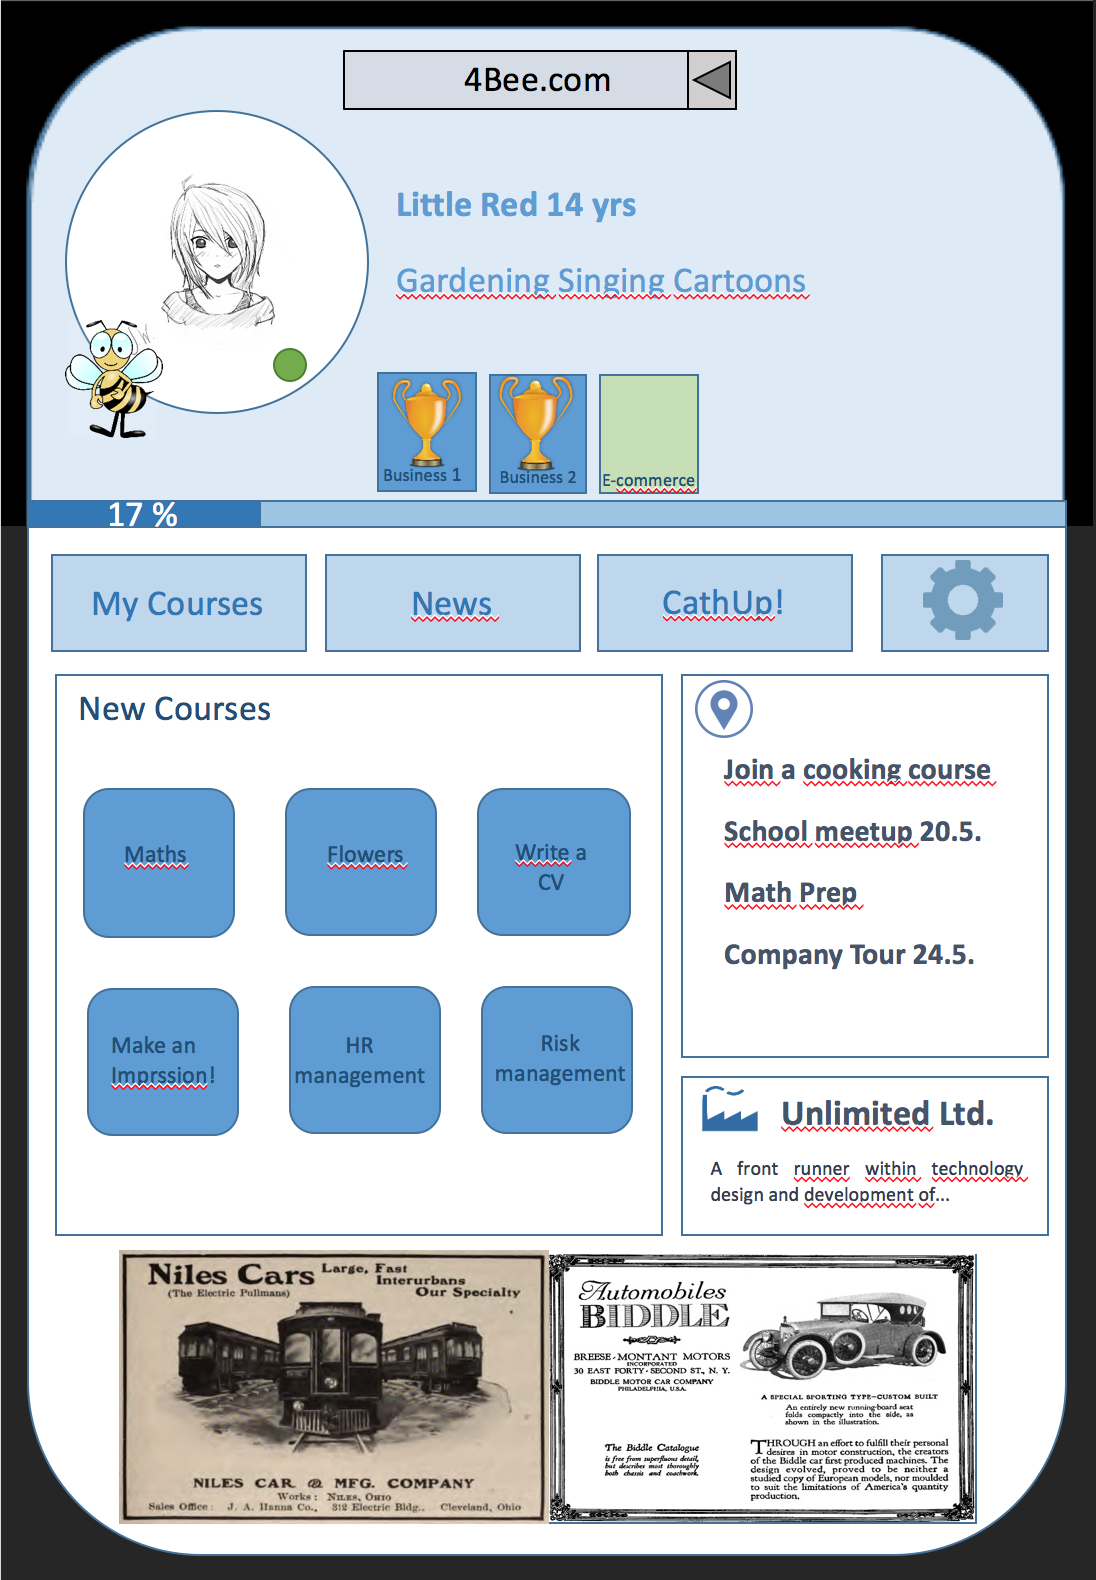 4Bee.com
Little Red 14 yrs
Gardening Singing Cartoons
Business 1
Business 2
E-commerce
17 %
My Courses
News
CathUp!
New Courses
Maths
Flowers
Write a
CV
Make an
Imprssion!
HR
management
Risk
management
Join a cooking course
School meetup 20.5.
Math Prep
Company Tour 24.5.
Unlimited Ltd.
A front runner within technology
design and development of...
Niles Cars
(The Electric Pullmans)
Large, Fast
Interurbans
Our Specialty
NILES CAR & MFG. COMPANY
Works: NILES, OHIO
Sales Office: J. A. Hanna Co., 312 Electric Bldg., Cleveland, Ohio
Automobiles
BIDDLE
BREESE-MONTANT MOTORS
INCORPORATED
30 EAST FORTY-SECOND ST., N. Y.
BIDDLE MOTOR CAR COMPANY
PHILADELPHIA, U.S.A.
The Biddle Catalogue
is free from superfluous detail,
but describes most thoroughly
both chassis and coachwork.
A SPECIAL SPORTING TYPE—CUSTOM BUILT
An entirely new running-board seat
folds compactly into the side, as
shown in the illustration.
THROUGH an effort to fulfill their personal
desires in motor construction, the creators
of the Biddle car first produced machines. The
design evolved, proved to be neither a
studied copy of European models, nor moulded
to suit the limitations of America's quantity
production.